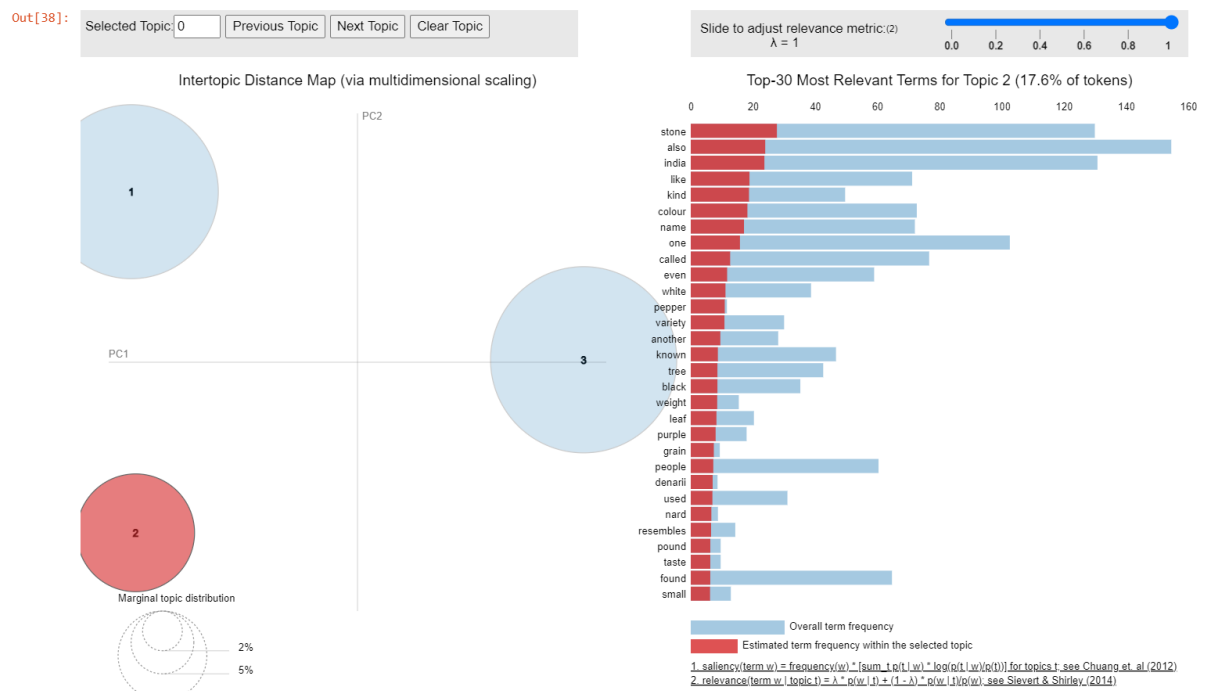 Out[38]:
Selected Topic: 0 Previous Topic Next Topic Clear Topic
Slide to adjust relevance metric:(2)
λ = 1
0.0 0.2 0.4 0.6 0.8 1
Intertopic Distance Map (via multidimensional scaling)
PC2
1
PC1
3
2
Marginal topic distribution
2%
5%
Top-30 Most Relevant Terms for Topic 2 (17.6% of tokens)
0 20 40 60 80 100 120 140 160
stone
also
india
like
kind
colour
name
one
called
even
white
pepper
variety
another
known
tree
black
weight
leaf
purple
grain
people
denarii
used
nard
resembles
pound
taste
found
small
Overall term frequency
Estimated term frequency within the selected topic
1. saliency(term w) = frequency(w) * [sum_t p(t | w) * log(p(t | w)/p(t))] for topics t; see Chuang et. al (2012)
2. relevance(term w | topic t) = λ * p(w | t) + (1 - λ) * p(w | t)/p(w); see Sievert & Shirley (2014)